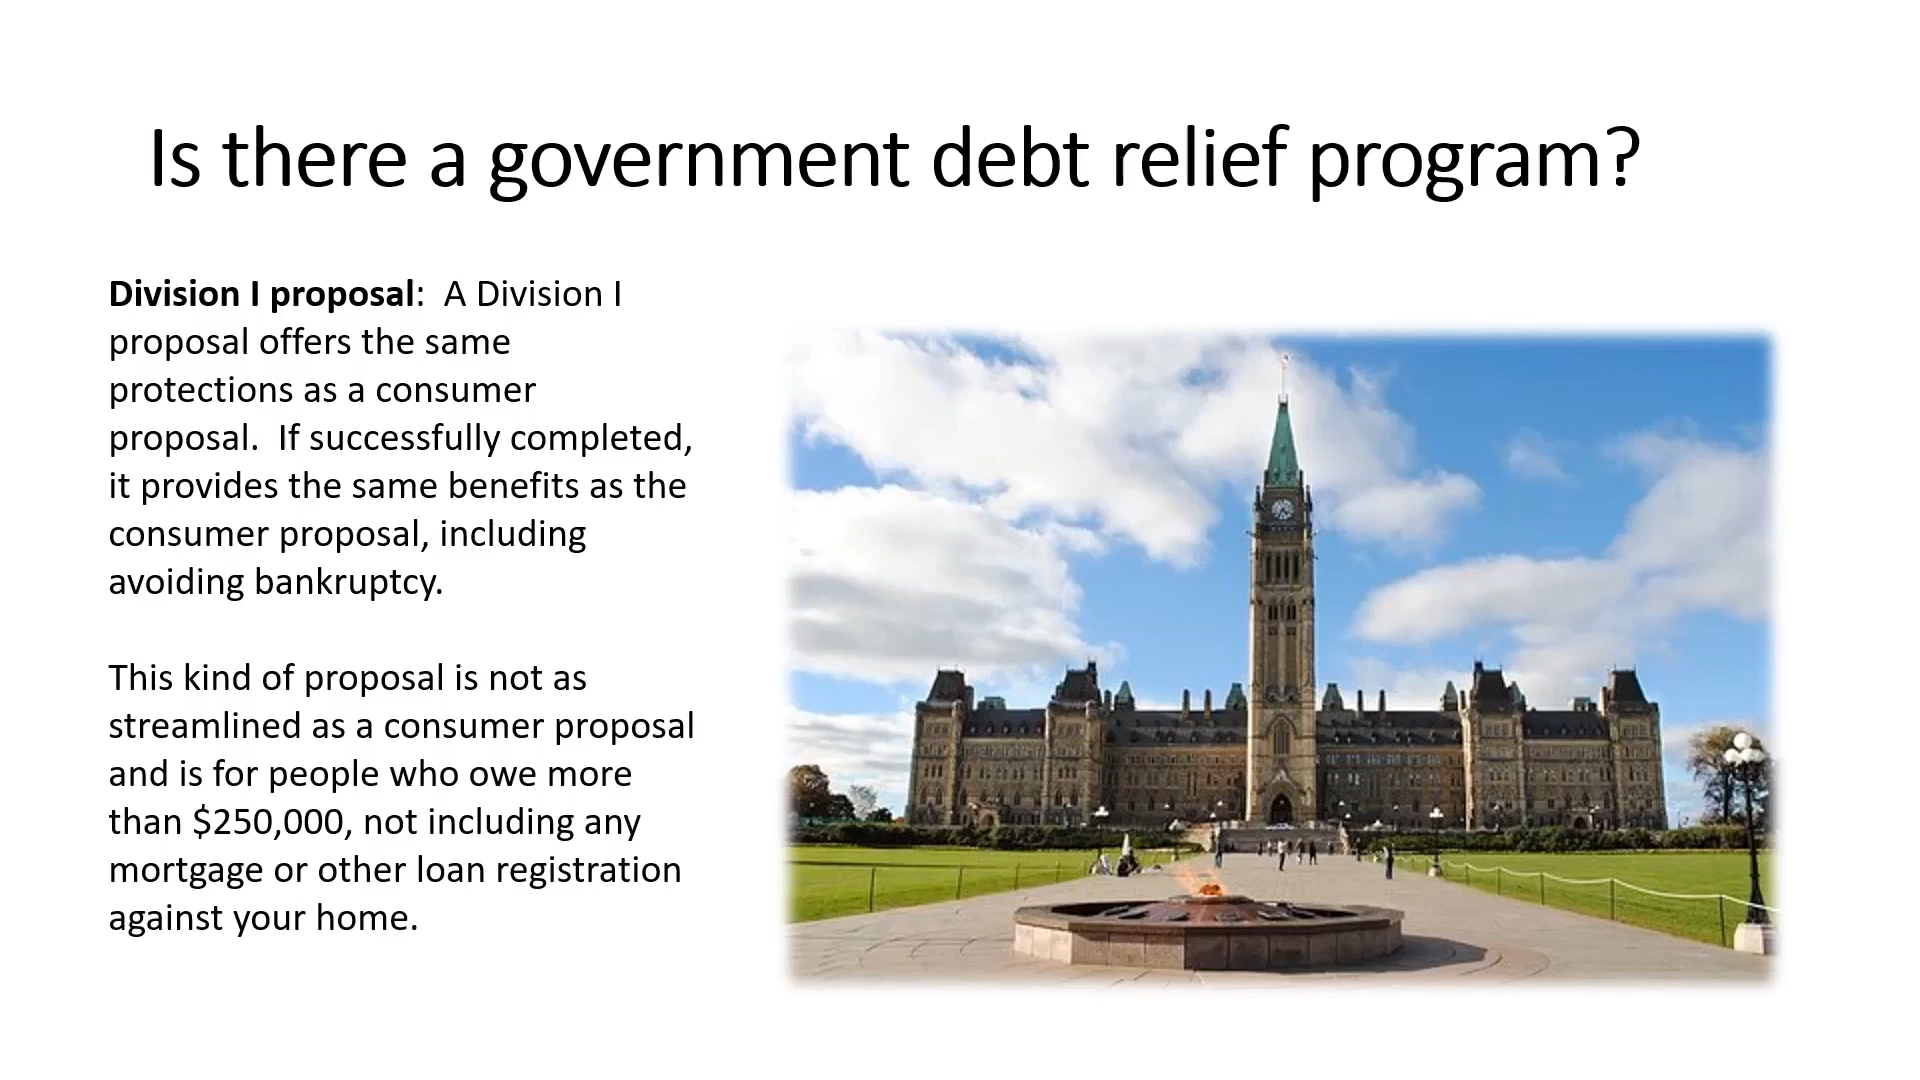 Is there a government debt relief program?
Division I proposal:  A Division I
proposal offers the same
protections as a consumer
proposal.  If successfully completed,
it provides the same benefits as the
consumer proposal, including
avoiding bankruptcy.
This kind of proposal is not as
streamlined as a consumer proposal
and is for people who owe more
than $250,000, not including any
mortgage or other loan registration
against your home.